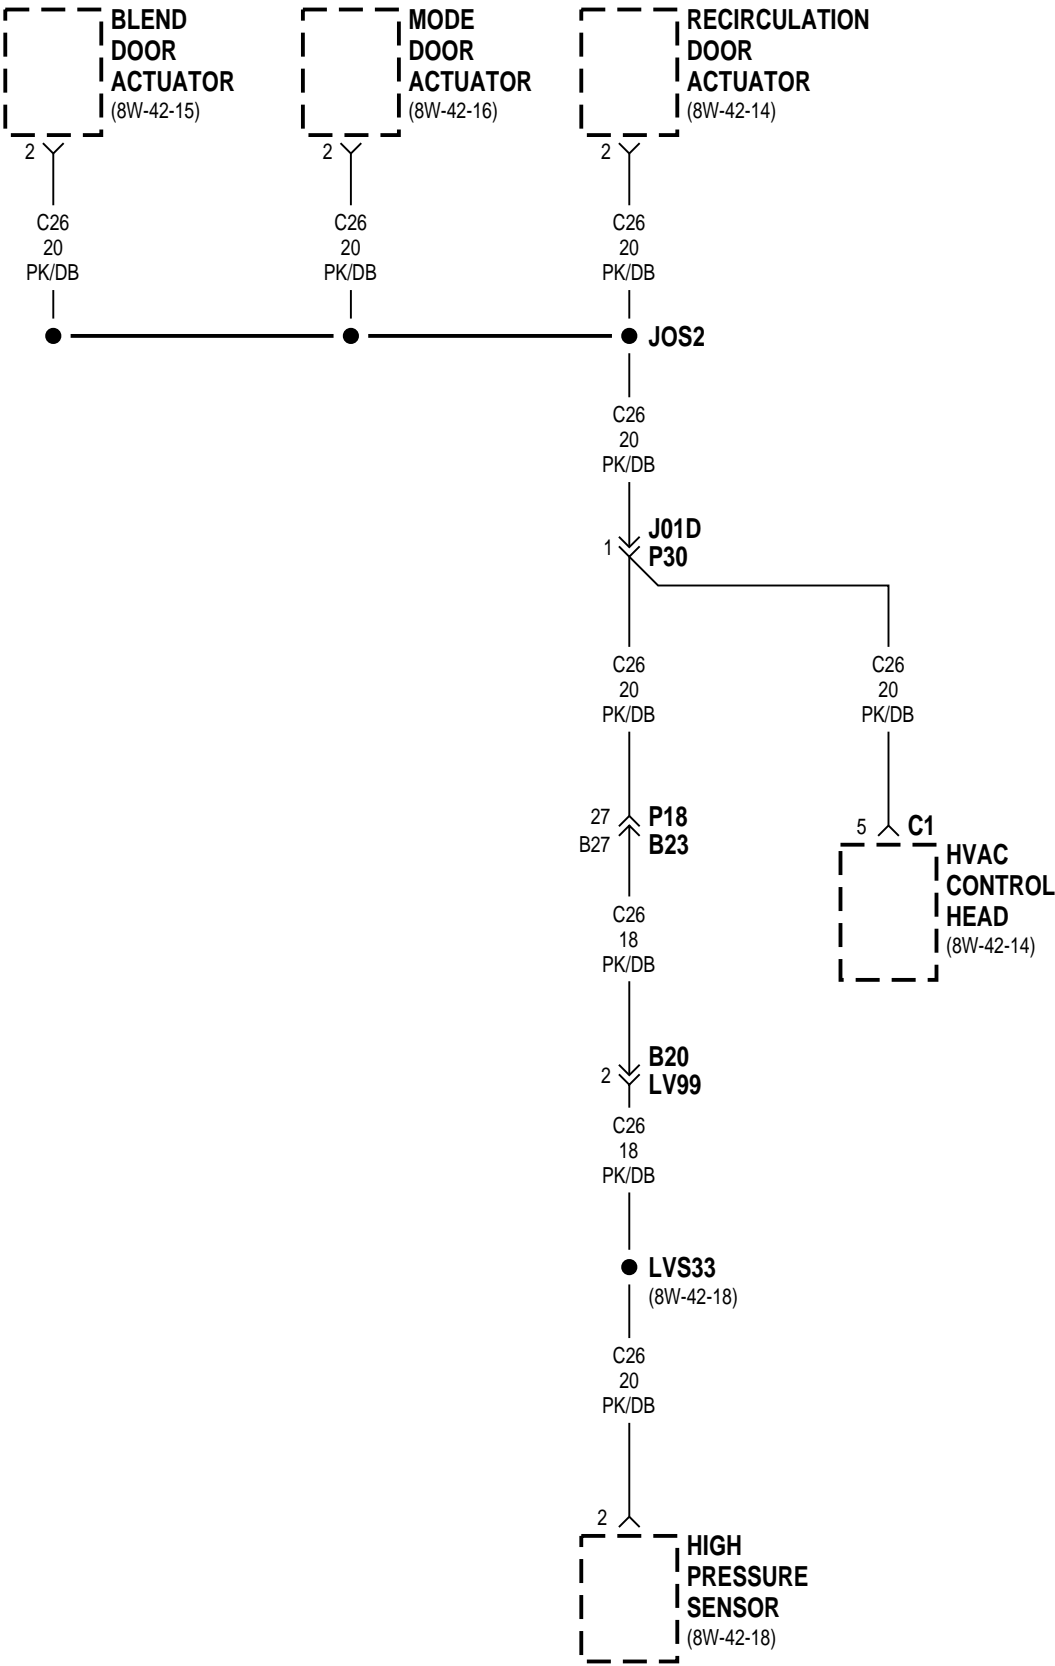 BLEND
DOOR
ACTUATOR
(8W-42-15)
MODE
DOOR
ACTUATOR
(8W-42-16)
RECIRCULATION
DOOR
ACTUATOR
(8W-42-14)
2
2
2
C26
20
PK/DB
C26
20
PK/DB
C26
20
PK/DB
JOS2
C26
20
PK/DB
1
J01D
P30
C26
20
PK/DB
C26
20
PK/DB
27
P18
B27
B23
5
C1
HVAC
CONTROL
HEAD
(8W-42-14)
C26
18
PK/DB
2
B20
LV99
C26
18
PK/DB
LVS33
(8W-42-18)
C26
20
PK/DB
2
HIGH
PRESSURE
SENSOR
(8W-42-18)